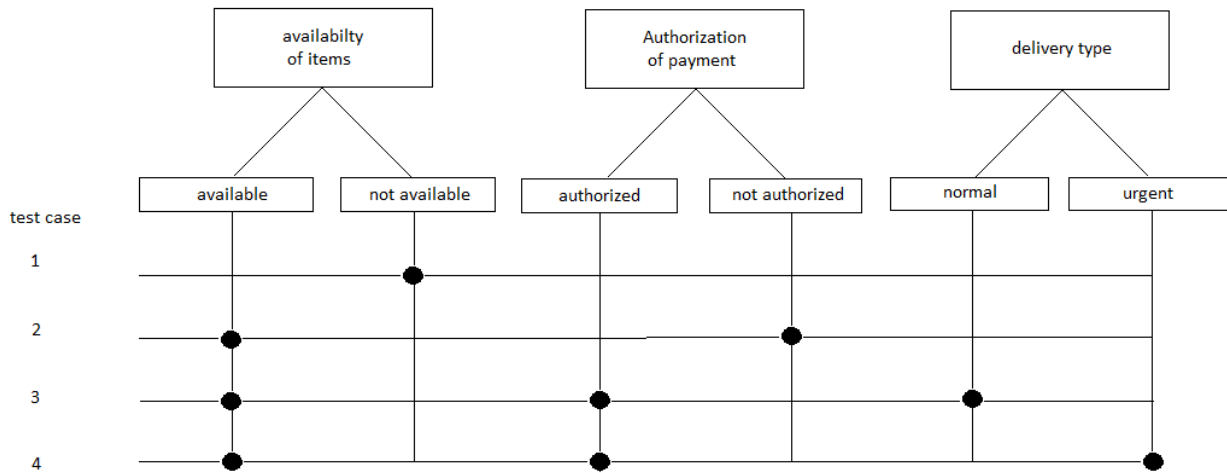 availabilty
of items
Authorization
of payment
delivery type
available
not available
authorized
not authorized
normal
urgent
test case
1
2
3
4